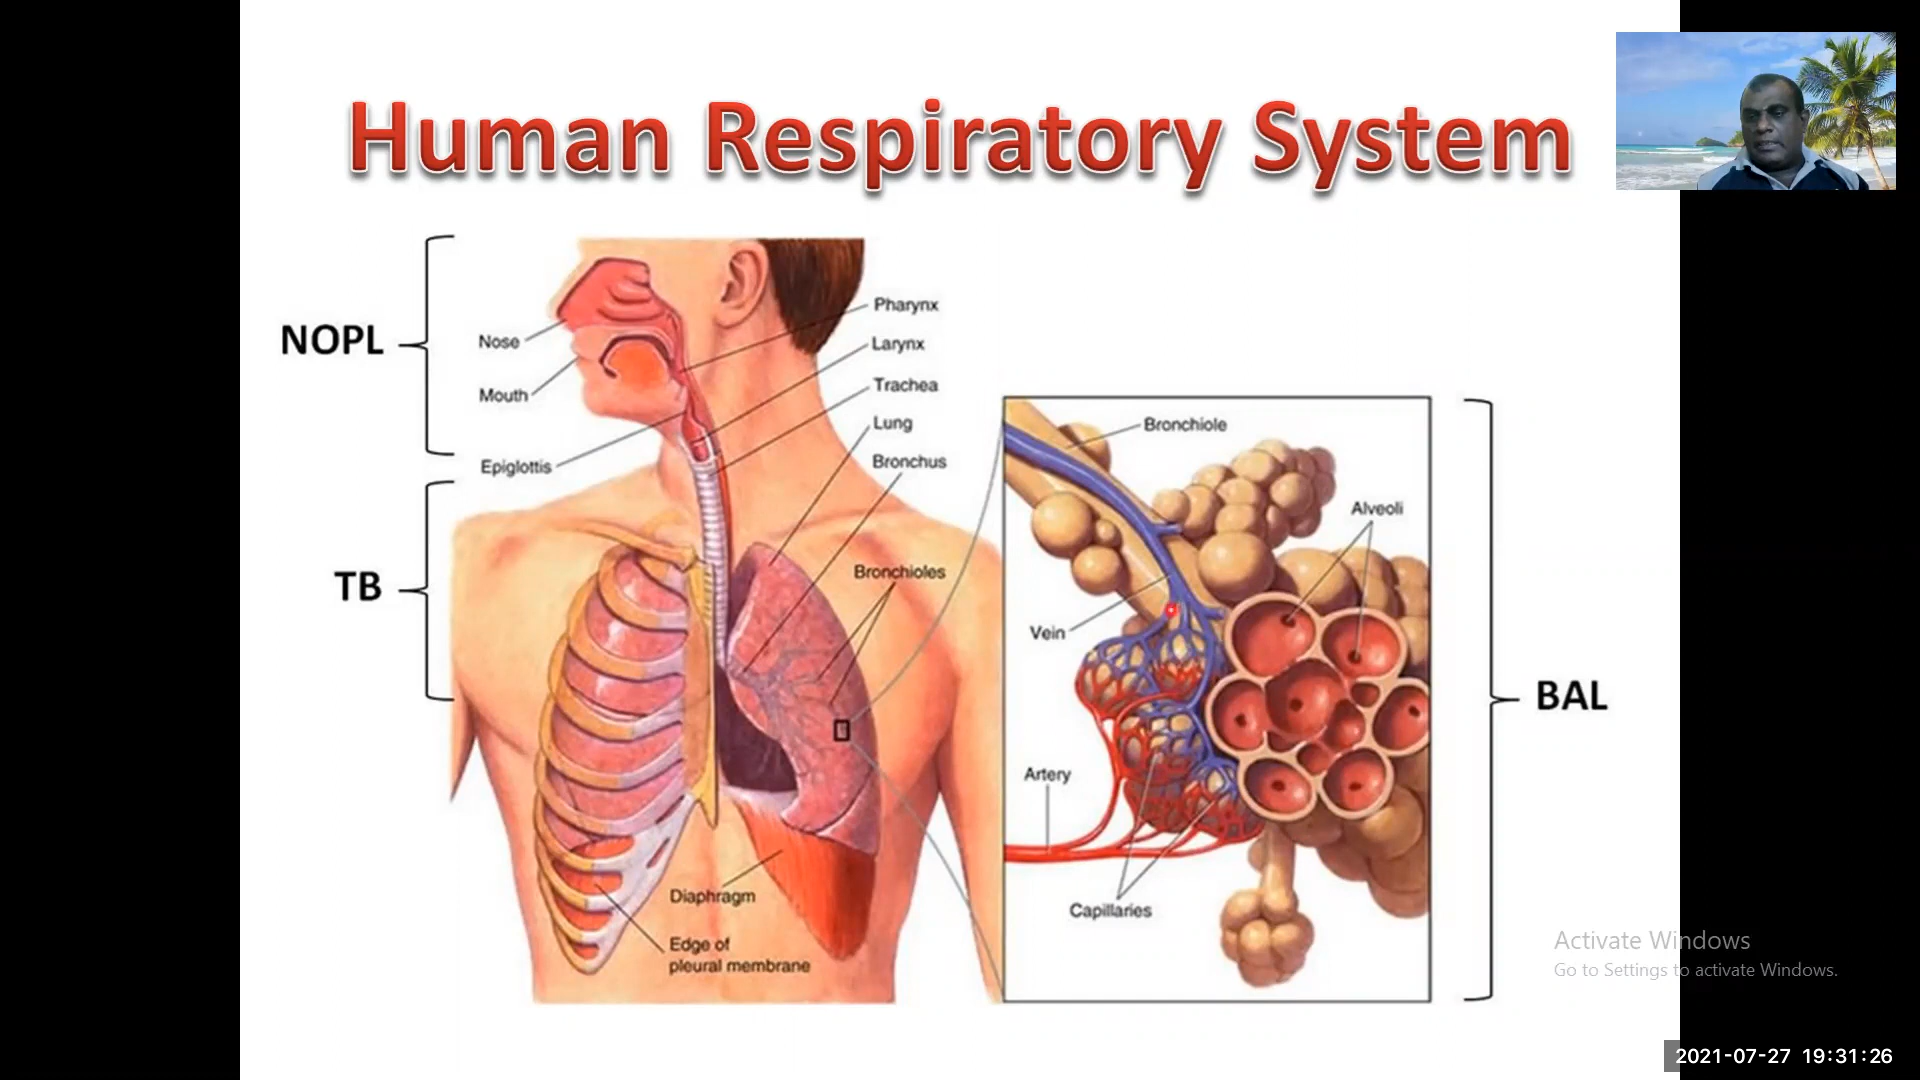 Human Respiratory System
NOPL
Nose
Mouth
Epiglottis
Pharynx
Larynx
Trachea
Lung
Bronchus
TB
Bronchioles
Diaphragm
Edge of
pleural membrane
Bronchiole
Alveoli
Vein
Artery
Capillaries
BAL
Activate Windows
Go to Settings to activate Windows.
2021-07-27 19:31:26